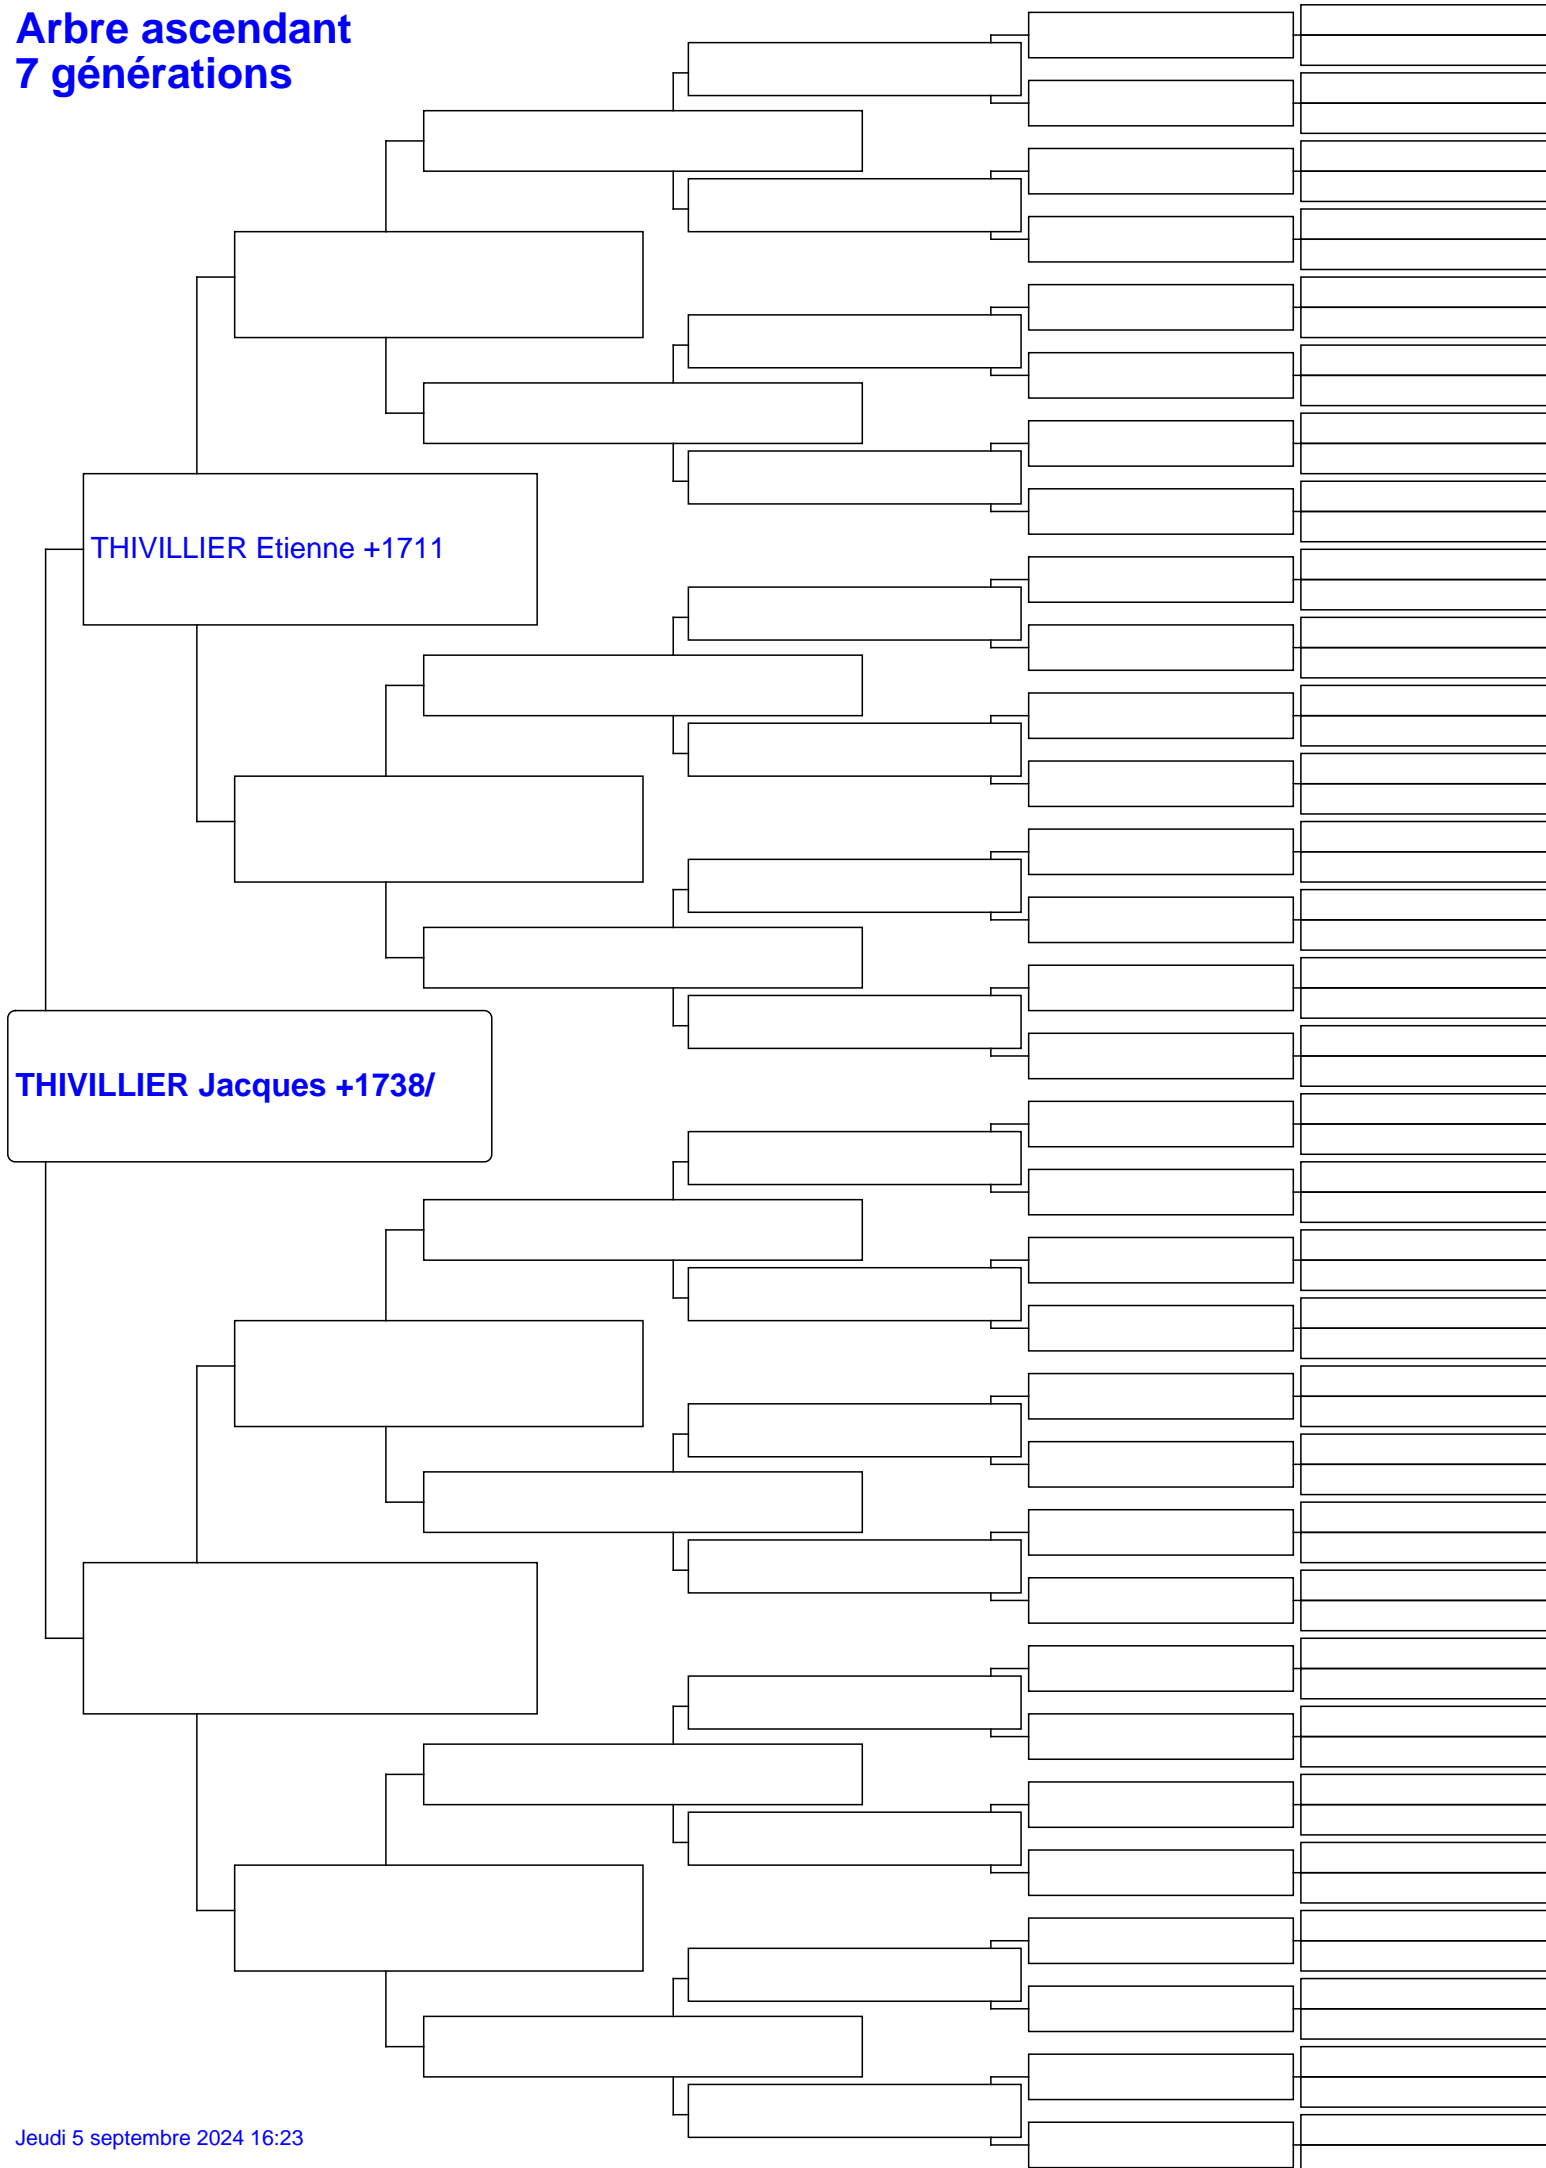 Arbre ascendant
7 générations
THIVILLIER Etienne +1711
THIVILLIER Jacques +1738/
Jeudi 5 septembre 2024 16:23